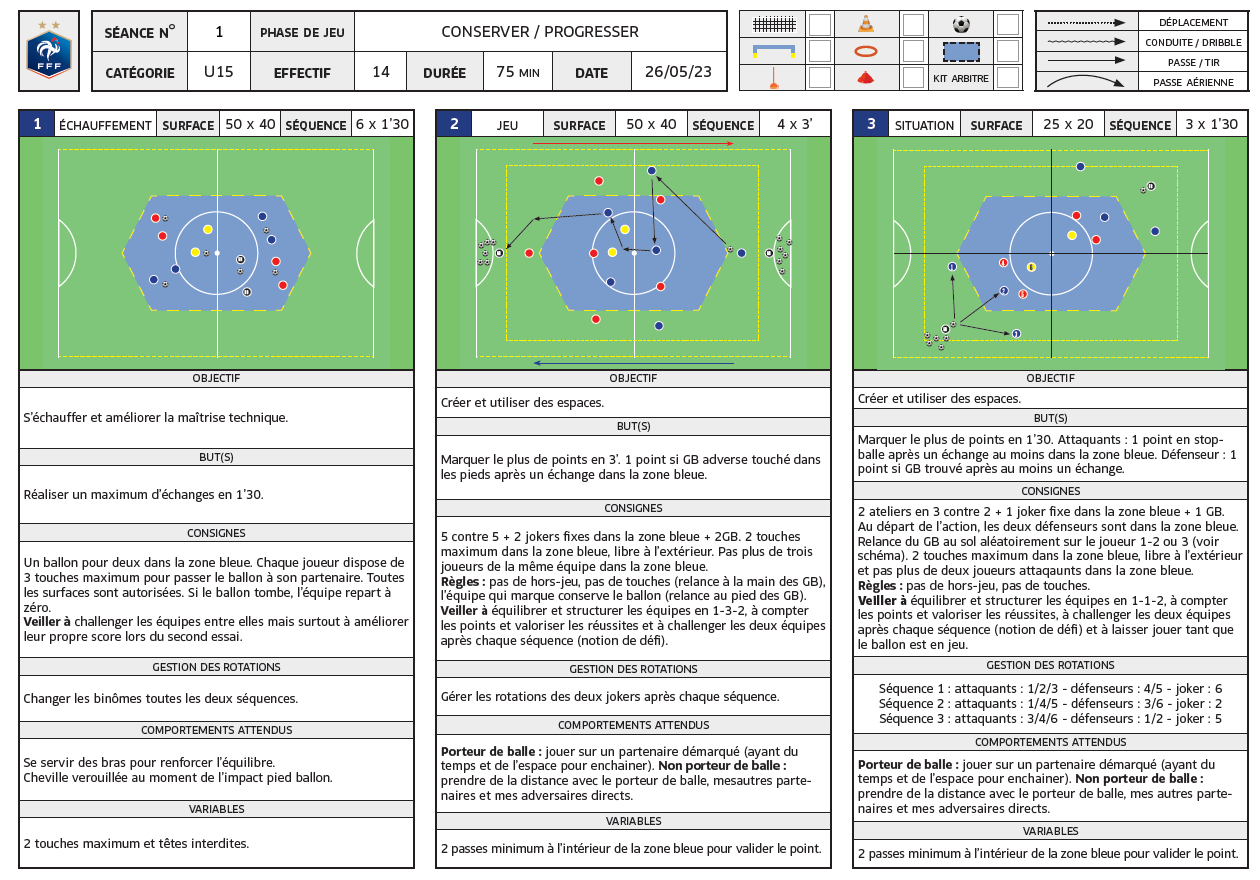 FFF
SÉANCE N°
1
PHASE DE JEU
CONSERVER / PROGRESSER
CATÉGORIE
U15
EFFECTIF
14
DURÉE
75 MIN
DATE
26/05/23
KIT ARBITRE
DÉPLACEMENT
CONDUITE / DRIBBLE
PASSE / TIR
PASSE AÉRIENNE
1
ÉCHAUFFEMENT
SURFACE
50 x 40
SÉQUENCE
6 x 1'30
OBJECTIF
S'échauffer et améliorer la maîtrise technique.
BUT(S)
Réaliser un maximum d'échanges en 1'30.
CONSIGNES
Un ballon pour deux dans la zone bleue. Chaque joueur dispose de
3 touches maximum pour passer le ballon à son partenaire. Toutes
les surfaces sont autorisées. Si le ballon tombe, l'équipe repart à
zéro.
Veiller à challenger les équipes entre elles mais surtout à améliorer
leur propre score lors du second essai.
GESTION DES ROTATIONS
Changer les binômes toutes les deux séquences.
COMPORTEMENTS ATTENDUS
Se servir des bras pour renforcer l'équilibre.
Cheville verouillée au moment de l'impact pied ballon.
VARIABLES
2 touches maximum et têtes interdites.
2
JEU
SURFACE
50 x 40
SÉQUENCE
4 x 3'
OBJECTIF
Créer et utiliser des espaces.
BUT(S)
Marquer le plus de points en 3'. 1 point si GB adverse touché dans
les pieds après un échange dans la zone bleue.
CONSIGNES
5 contre 5 + 2 jokers fixes dans la zone bleue + 2GB. 2 touches
maximum dans la zone bleue, libre à l'extérieur. Pas plus de trois
joueurs de la même équipe dans la zone bleue.
Règles : pas de hors-jeu, pas de touches (relance à la main des GB),
l'équipe qui marque conserve le ballon (relance au pied des GB).
Veiller à équilibrer et structurer les équipes en 1-3-2, à compter
les points et valoriser les réussites et à challenger les deux équipes
après chaque séquence (notion de défi).
GESTION DES ROTATIONS
Gérer les rotations des deux jokers après chaque séquence.
COMPORTEMENTS ATTENDUS
Porteur de balle : jouer sur un partenaire démarqué (ayant du
temps et de l'espace pour enchainer). Non porteur de balle :
prendre de la distance avec le porteur de balle, mesautres parte-
naires et mes adversaires directs.
VARIABLES
2 passes minimum à l'intérieur de la zone bleue pour valider le point.
3
SITUATION
SURFACE
25 x 20
SÉQUENCE
3 x 1'30
OBJECTIF
Créer et utiliser des espaces.
BUT(S)
Marquer le plus de points en 1'30. Attaquants : 1 point en stop-
balle après un échange au moins dans la zone bleue. Défenseur : 1
point si GB trouvé après au moins un échange.
CONSIGNES
2 ateliers en 3 contre 2 + 1 joker fixe dans la zone bleue + 1 GB.
Au départ de l'action, les deux défenseurs sont dans la zone bleue.
Relance du GB au sol aléatoirement sur le joueur 1-2 ou 3 (voir
schéma). 2 touches maximum dans la zone bleue, libre à l'extérieur
et pas plus de deux joueurs attaquants dans la zone bleue.
Règles : pas de hors-jeu, pas de touches.
Veiller à équilibrer et structurer les équipes en 1-1-2, à compter
les points et valoriser les réussites, à challenger les deux équipes
après chaque séquence (notion de défi) et à laisser jouer tant que
le ballon est en jeu.
GESTION DES ROTATIONS
Séquence 1 : attaquants : 1/2/3 - défenseurs : 4/5 - joker : 6
Séquence 2 : attaquants : 1/4/5 - défenseurs : 3/6 - joker : 2
Séquence 3 : attaquants : 3/4/6 - défenseurs : 1/2 - joker : 5
COMPORTEMENTS ATTENDUS
Porteur de balle : jouer sur un partenaire démarqué (ayant du
temps et de l'espace pour enchainer). Non porteur de balle :
prendre de la distance avec le porteur de balle, mes autres parte-
naires et mes adversaires directs.
VARIABLES
2 passes minimum à l'intérieur de la zone bleue pour valider le point.